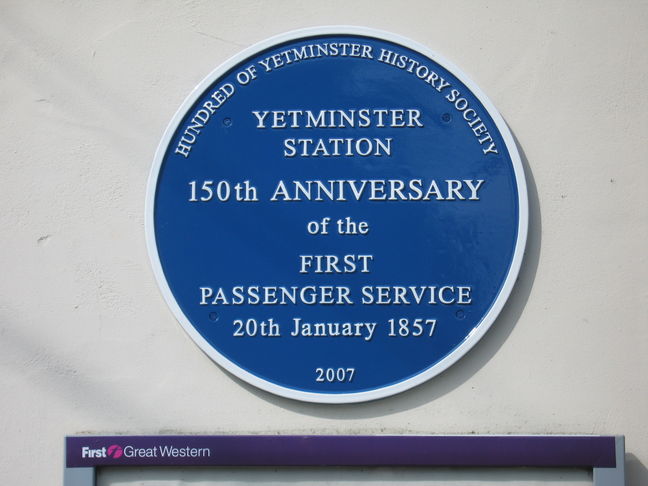 HUNDRED OF YETMINSTER HISTORY SOCIETY
YETMINSTER
STATION
150th ANNIVERSARY
of the
FIRST
PASSENGER SERVICE
20th January 1857
2007
First Great Western